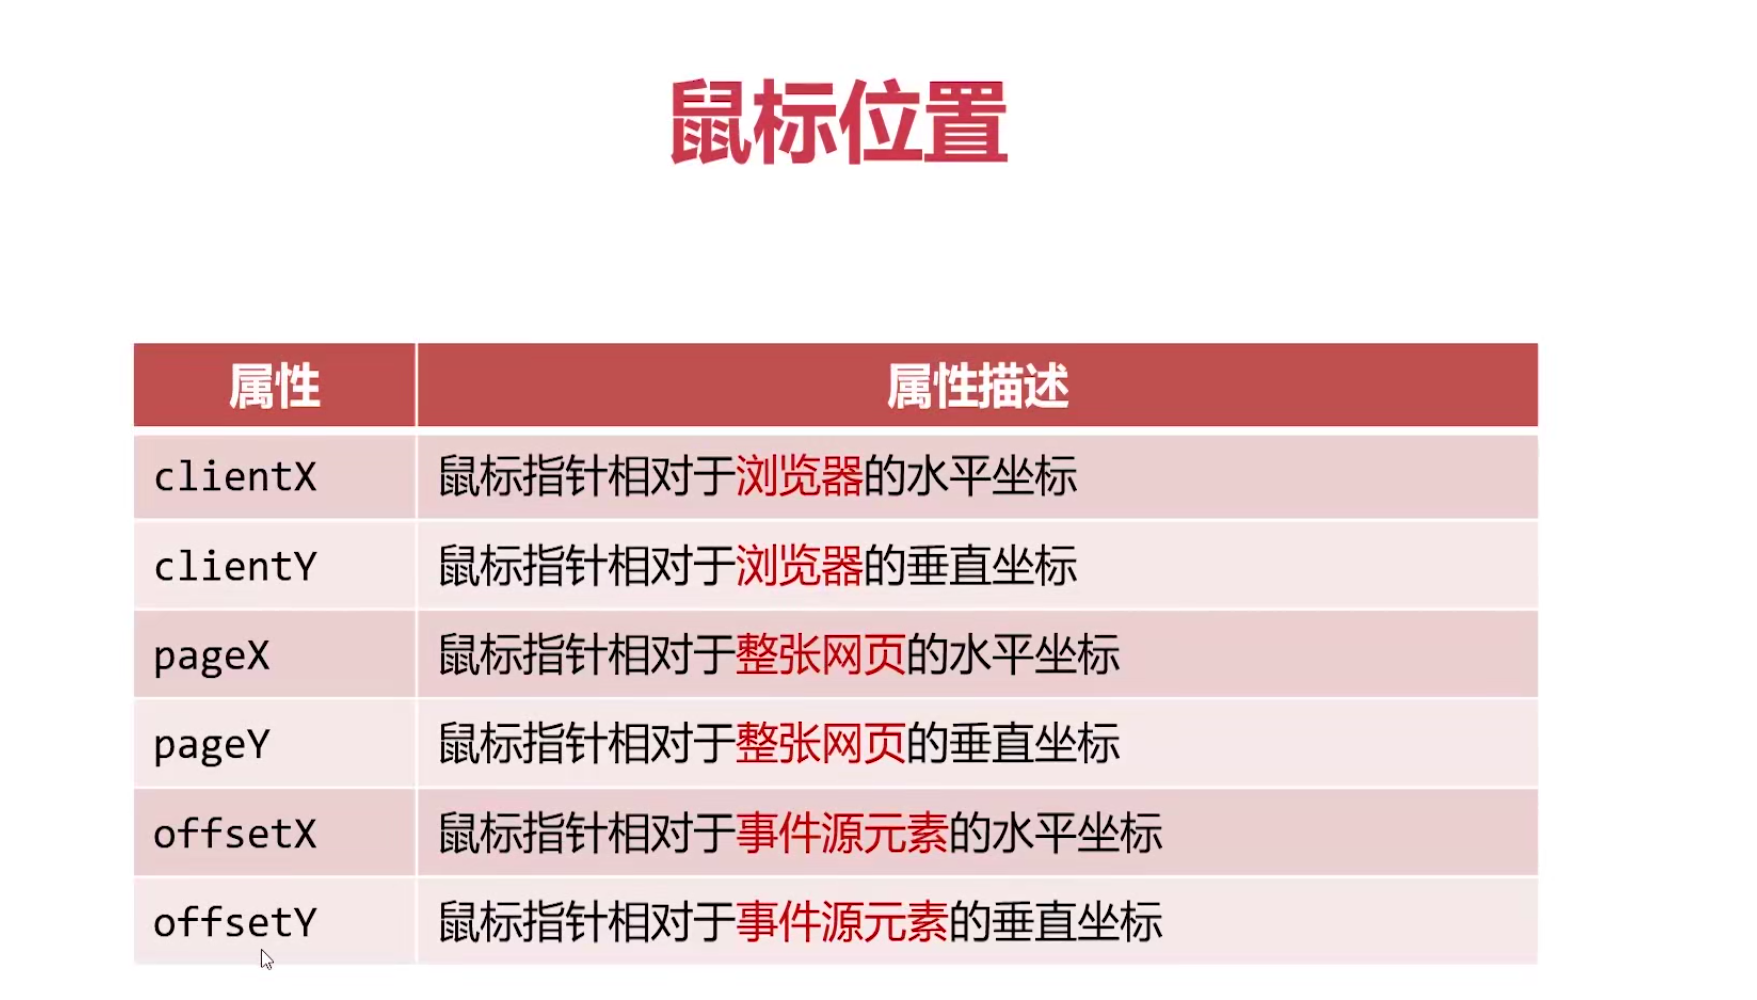 鼠标位置
属性 属性描述
clientX 鼠标指针相对于浏览器的水平坐标
clientY 鼠标指针相对于浏览器的垂直坐标
pageX 鼠标指针相对于整张网页的水平坐标
pageY 鼠标指针相对于整张网页的垂直坐标
offsetX 鼠标指针相对于事件源元素的水平坐标
offsetY 鼠标指针相对于事件源元素的垂直坐标